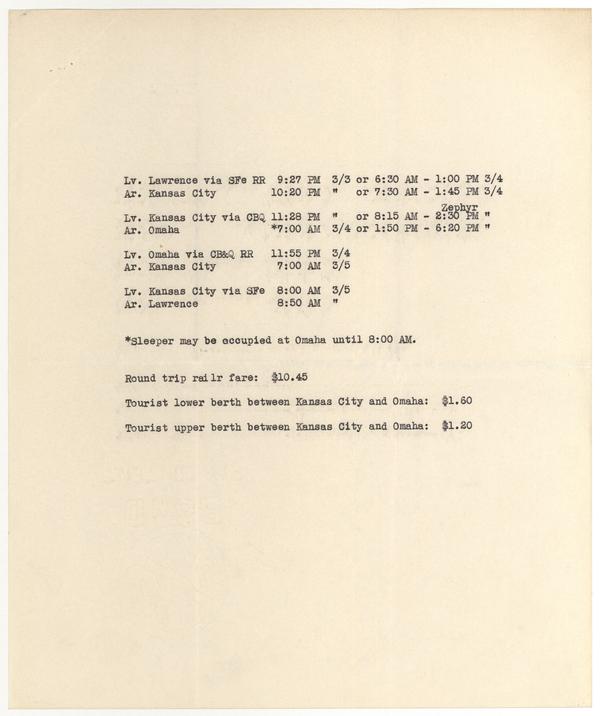 Lv. Lawrence via SFe RR 9:27 PM 3/3 or 6:30 AM - 1:00 PM 3/4
Ar. Kansas City 10:20 PM " or 7:30 AM - 1:45 PM 3/4
Zephyr
Lv. Kansas City via CBQ 11:28 PM " or 8:15 AM - 2:30 PM "
Ar. Omaha *7:00 AM 3/4 or 1:50 PM - 6:20 PM "
Lv. Omaha via CB&Q RR 11:55 PM 3/4
Ar. Kansas City 7:00 AM 3/5
Lv. Kansas City via SFe 8:00 AM 3/5
Ar. Lawrence 8:50 AM "
*Sleeper may be occupied at Omaha until 8:00 AM.
Round trip railr fare: $10.45
Tourist lower berth between Kansas City and Omaha: $1.60
Tourist upper berth between Kansas City and Omaha: $1.20